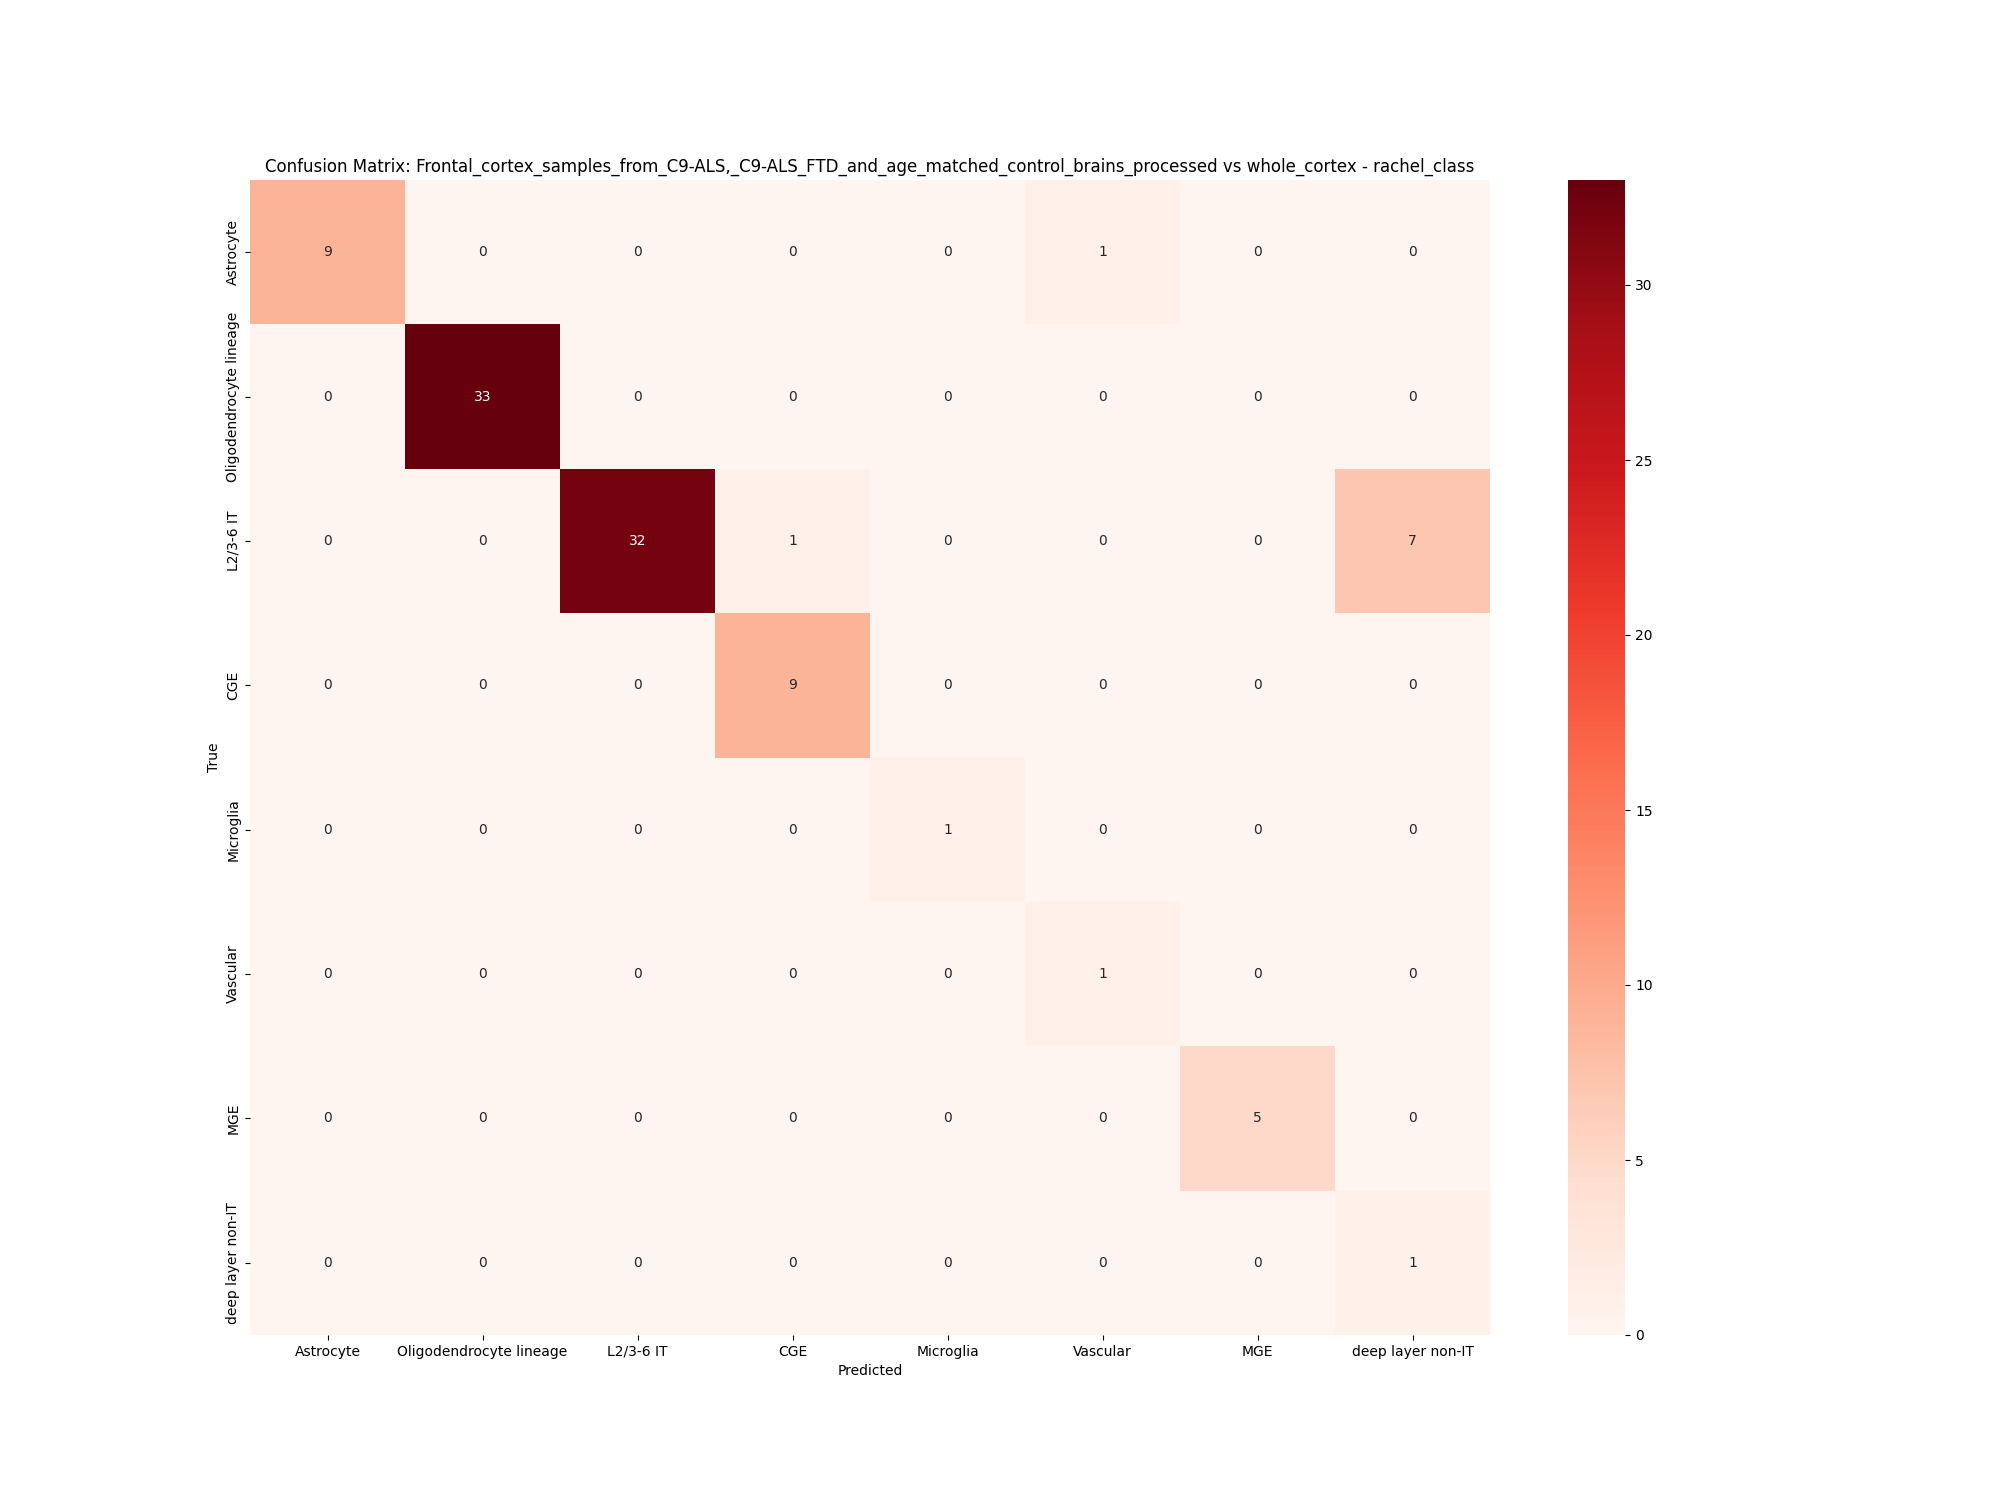 Confusion Matrix: Frontal_cortex_samples_from_C9-ALS,_C9-ALS_FTD_and_age_matched_control_brains_processed vs whole_cortex - rachel_class
True
Astrocyte
9 0 0 0 0 1 0 0
Oligodendrocyte lineage
0 33 0 0 0 0 0 0
L2/3-6 IT
0 0 32 1 0 0 0 7
CGE
0 0 0 9 0 0 0 0
Microglia
0 0 0 0 1 0 0 0
Vascular
0 0 0 0 0 1 0 0
MGE
0 0 0 0 0 0 5 0
deep layer non-IT
0 0 0 0 0 0 0 1
Astrocyte Oligodendrocyte lineage L2/3-6 IT CGE Microglia Vascular MGE deep layer non-IT
Predicted
30
25
20
15
10
5
0